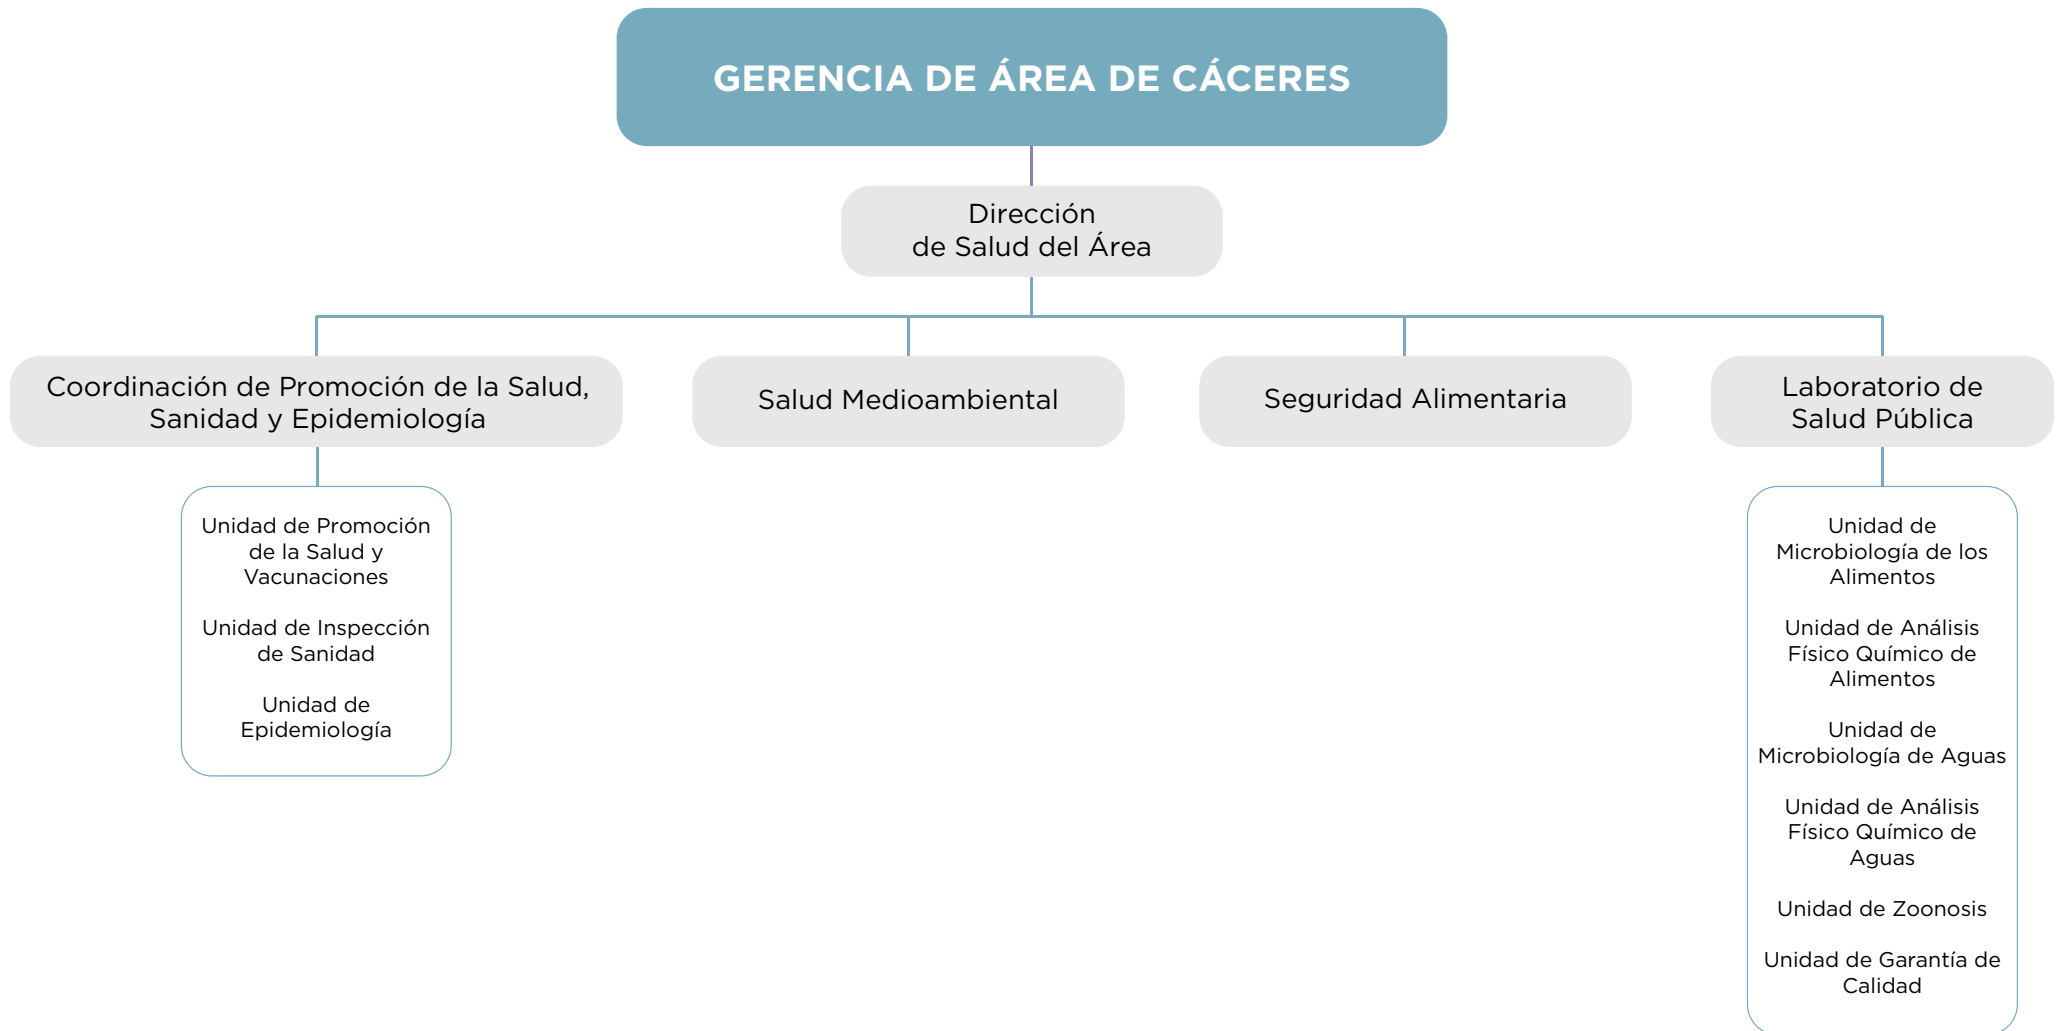 GERENCIA DE ÁREA DE CÁCERES
Dirección
de Salud del Área
Coordinación de Promoción de la Salud,
Sanidad y Epidemiología
Salud Medioambiental
Seguridad Alimentaria
Laboratorio de
Salud Pública
Unidad de Promoción
de la Salud y
Vacunaciones
Unidad de Inspección
de Sanidad
Unidad de
Epidemiología
Unidad de
Microbiología de los
Alimentos
Unidad de Análisis
Físico Químico de
Alimentos
Unidad de
Microbiología de Aguas
Unidad de Análisis
Físico Químico de
Aguas
Unidad de Zoonosis
Unidad de Garantía de
Calidad